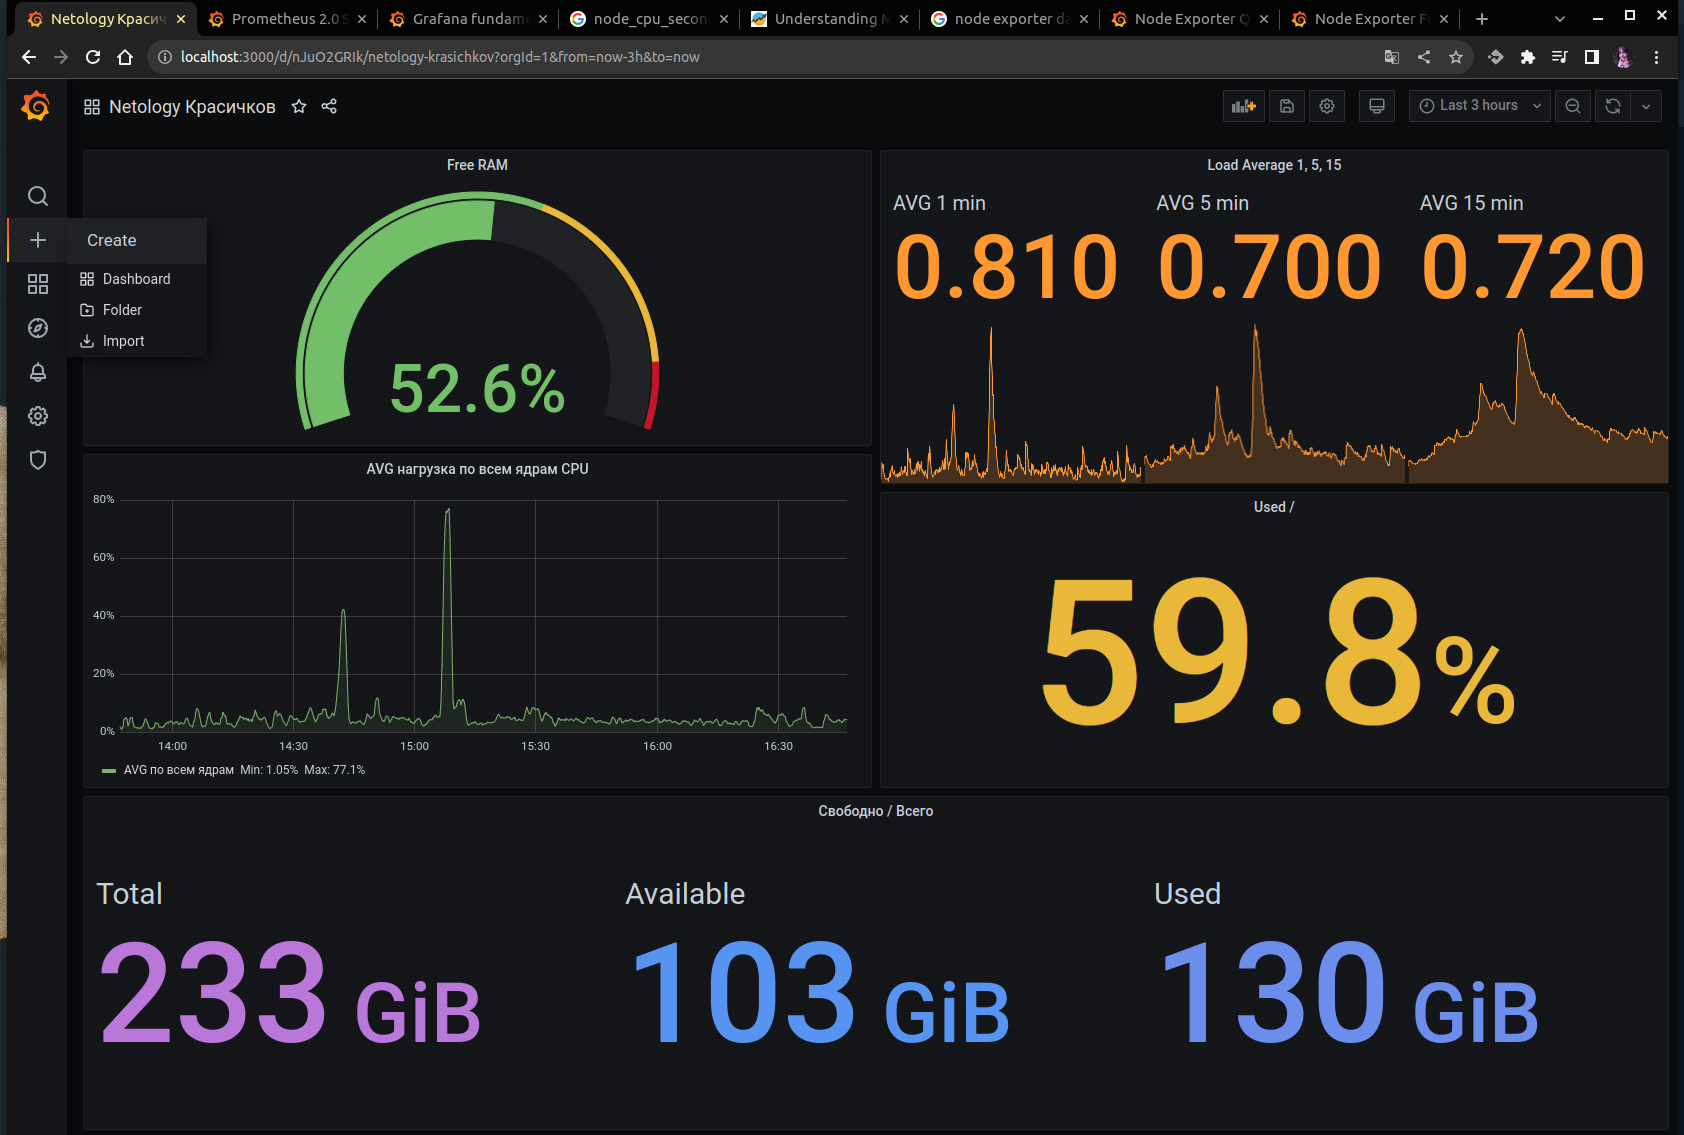 Netology Красич
Prometheus 2.0 S
Grafana fundam
node_cpu_secon
Understanding M
node exporter da
Node Exporter Q
Node Exporter F
localhost:3000/d/nJuO2GRIk/netology-krasichkov?orgId=1&from=now-3h&to=now
Netology Красичков
Last 3 hours
Create
Dashboard
Folder
Import
Free RAM
52.6%
Load Average 1, 5, 15
AVG 1 min
0.810
AVG 5 min
0.700
AVG 15 min
0.720
AVG нагрузка по всем ядрам CPU
80%
60%
40%
20%
0%
14:00
14:30
15:00
15:30
16:00
16:30
AVG по всем ядрам Min: 1.05% Max: 77.1%
Used /
59.8%
Свободно / Всего
Total
233 GiB
Available
103 GiB
Used
130 GiB